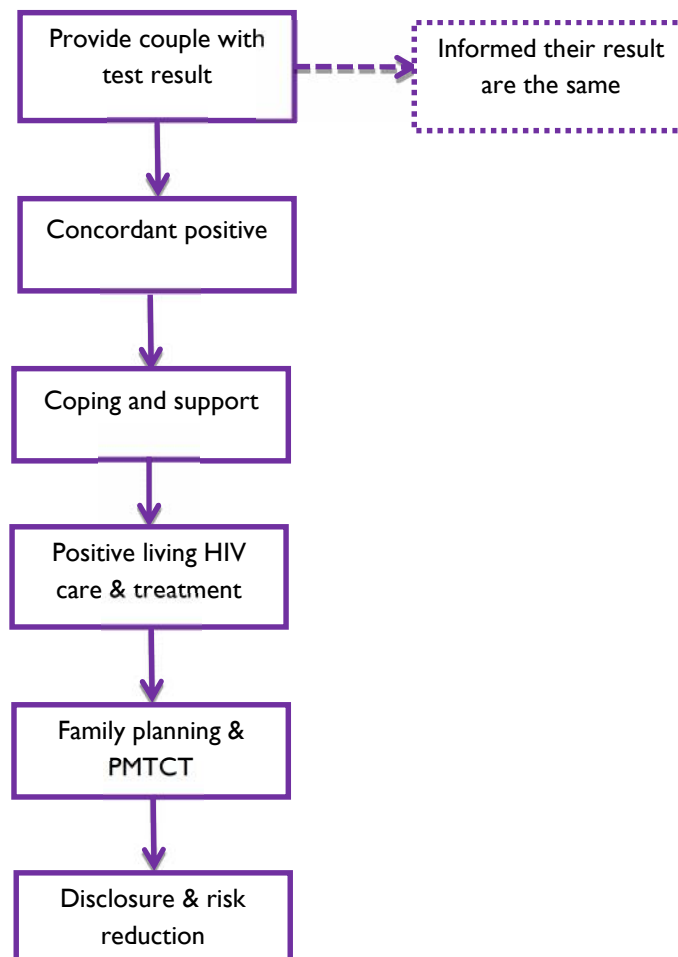 Provide couple with
test result
Informed their result
are the same
Concordant positive
Coping and support
Positive living HIV
care & treatment
Family planning &
PMTCT
Disclosure & risk
reduction